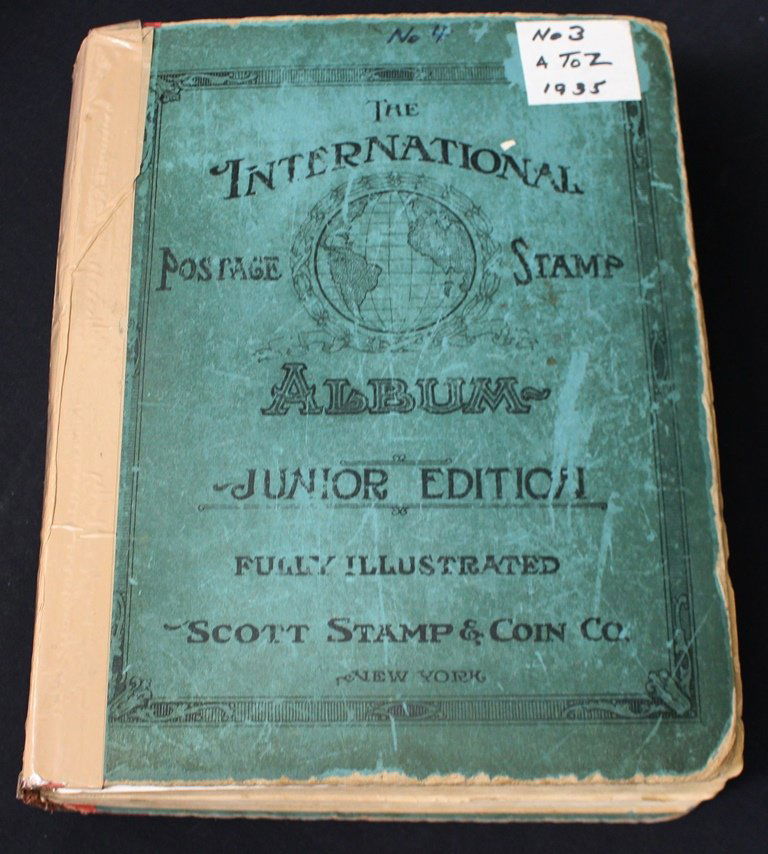 No 4
No 3
A TO Z
1935
THE
INTERNATIONAL
POSTAGE STAMP
ALBUM
JUNIOR EDITION
FULLY ILLUSTRATED
SCOTT STAMP & COIN CO.
NEW YORK